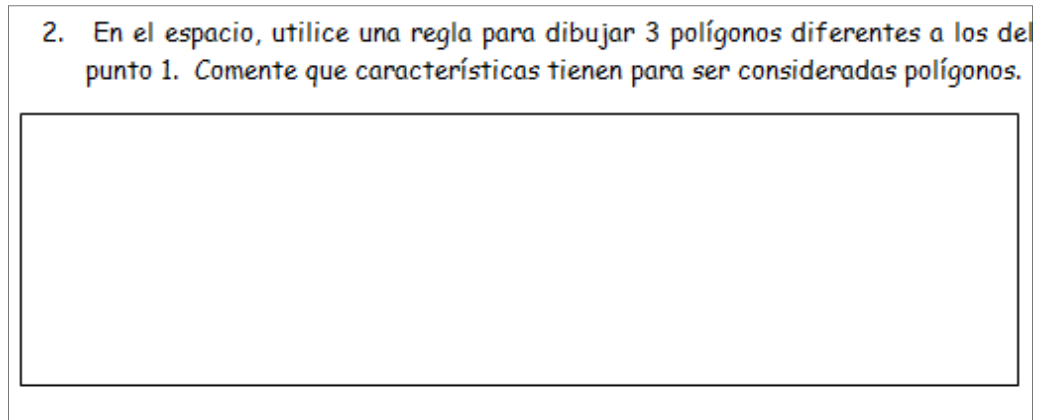 2. En el espacio, utilice una regla para dibujar 3 polígonos diferentes a los del
punto 1. Comente que características tienen para ser consideradas polígonos.